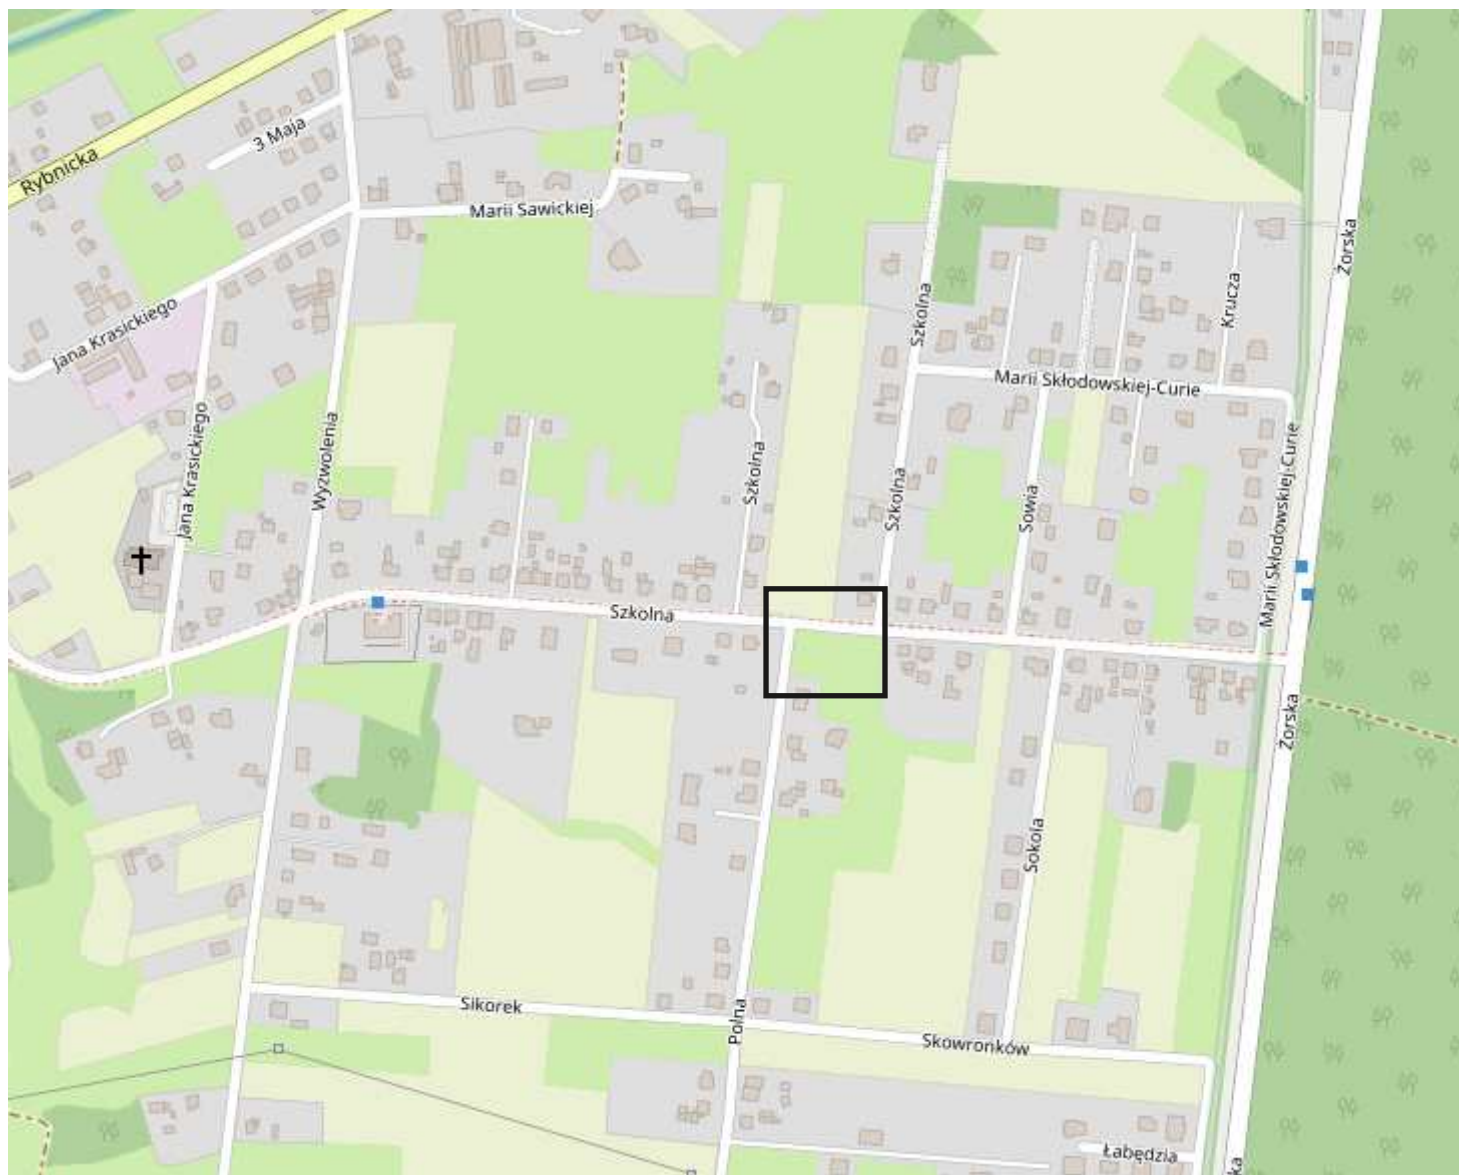 3 Maja
Rybnicka
Marii Sawickiej
Żorska
Jana Krasickiego
Szkolna
Krucza
Marii Skłodowskiej-Curie
Jana Krasickiego
Wyzwolenia
Szkolna
Szkolna
Sowia
Marii Skłodowskiej-Curie
Szkolna
Żorska
Sokola
Sikorek
Polna
Skowronków
Łabędzia
ka